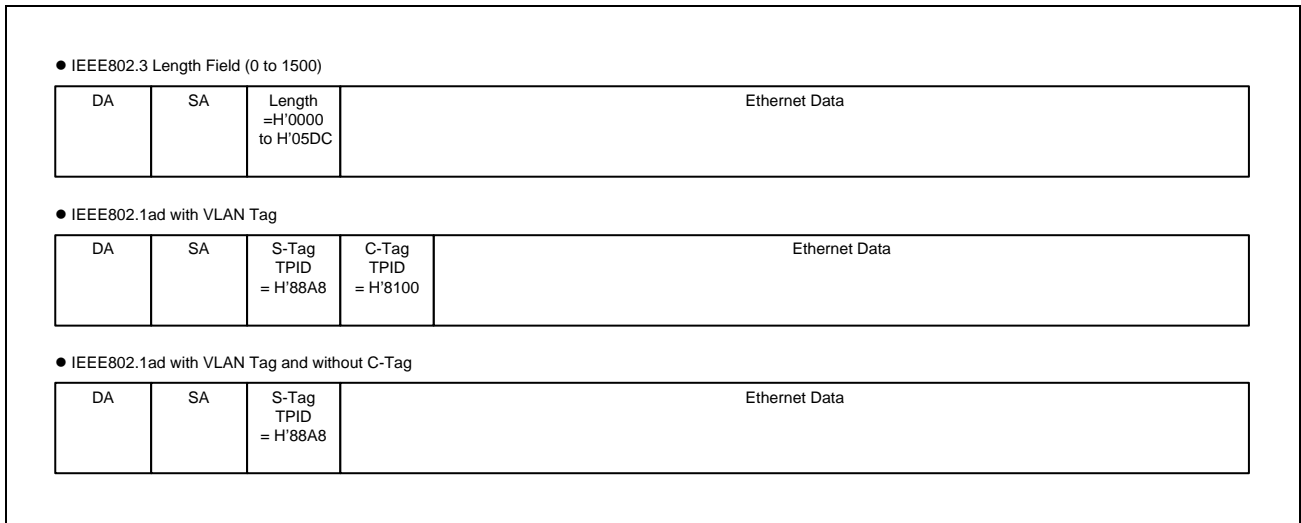 ● IEEE802.3 Length Field (0 to 1500)
DA SA Length Ethernet Data
=H'0000
to H'05DC
● IEEE802.1ad with VLAN Tag
DA SA S-Tag C-Tag Ethernet Data
TPID TPID
= H'88A8 = H'8100
● IEEE802.1ad with VLAN Tag and without C-Tag
DA SA S-Tag Ethernet Data
TPID
= H'88A8